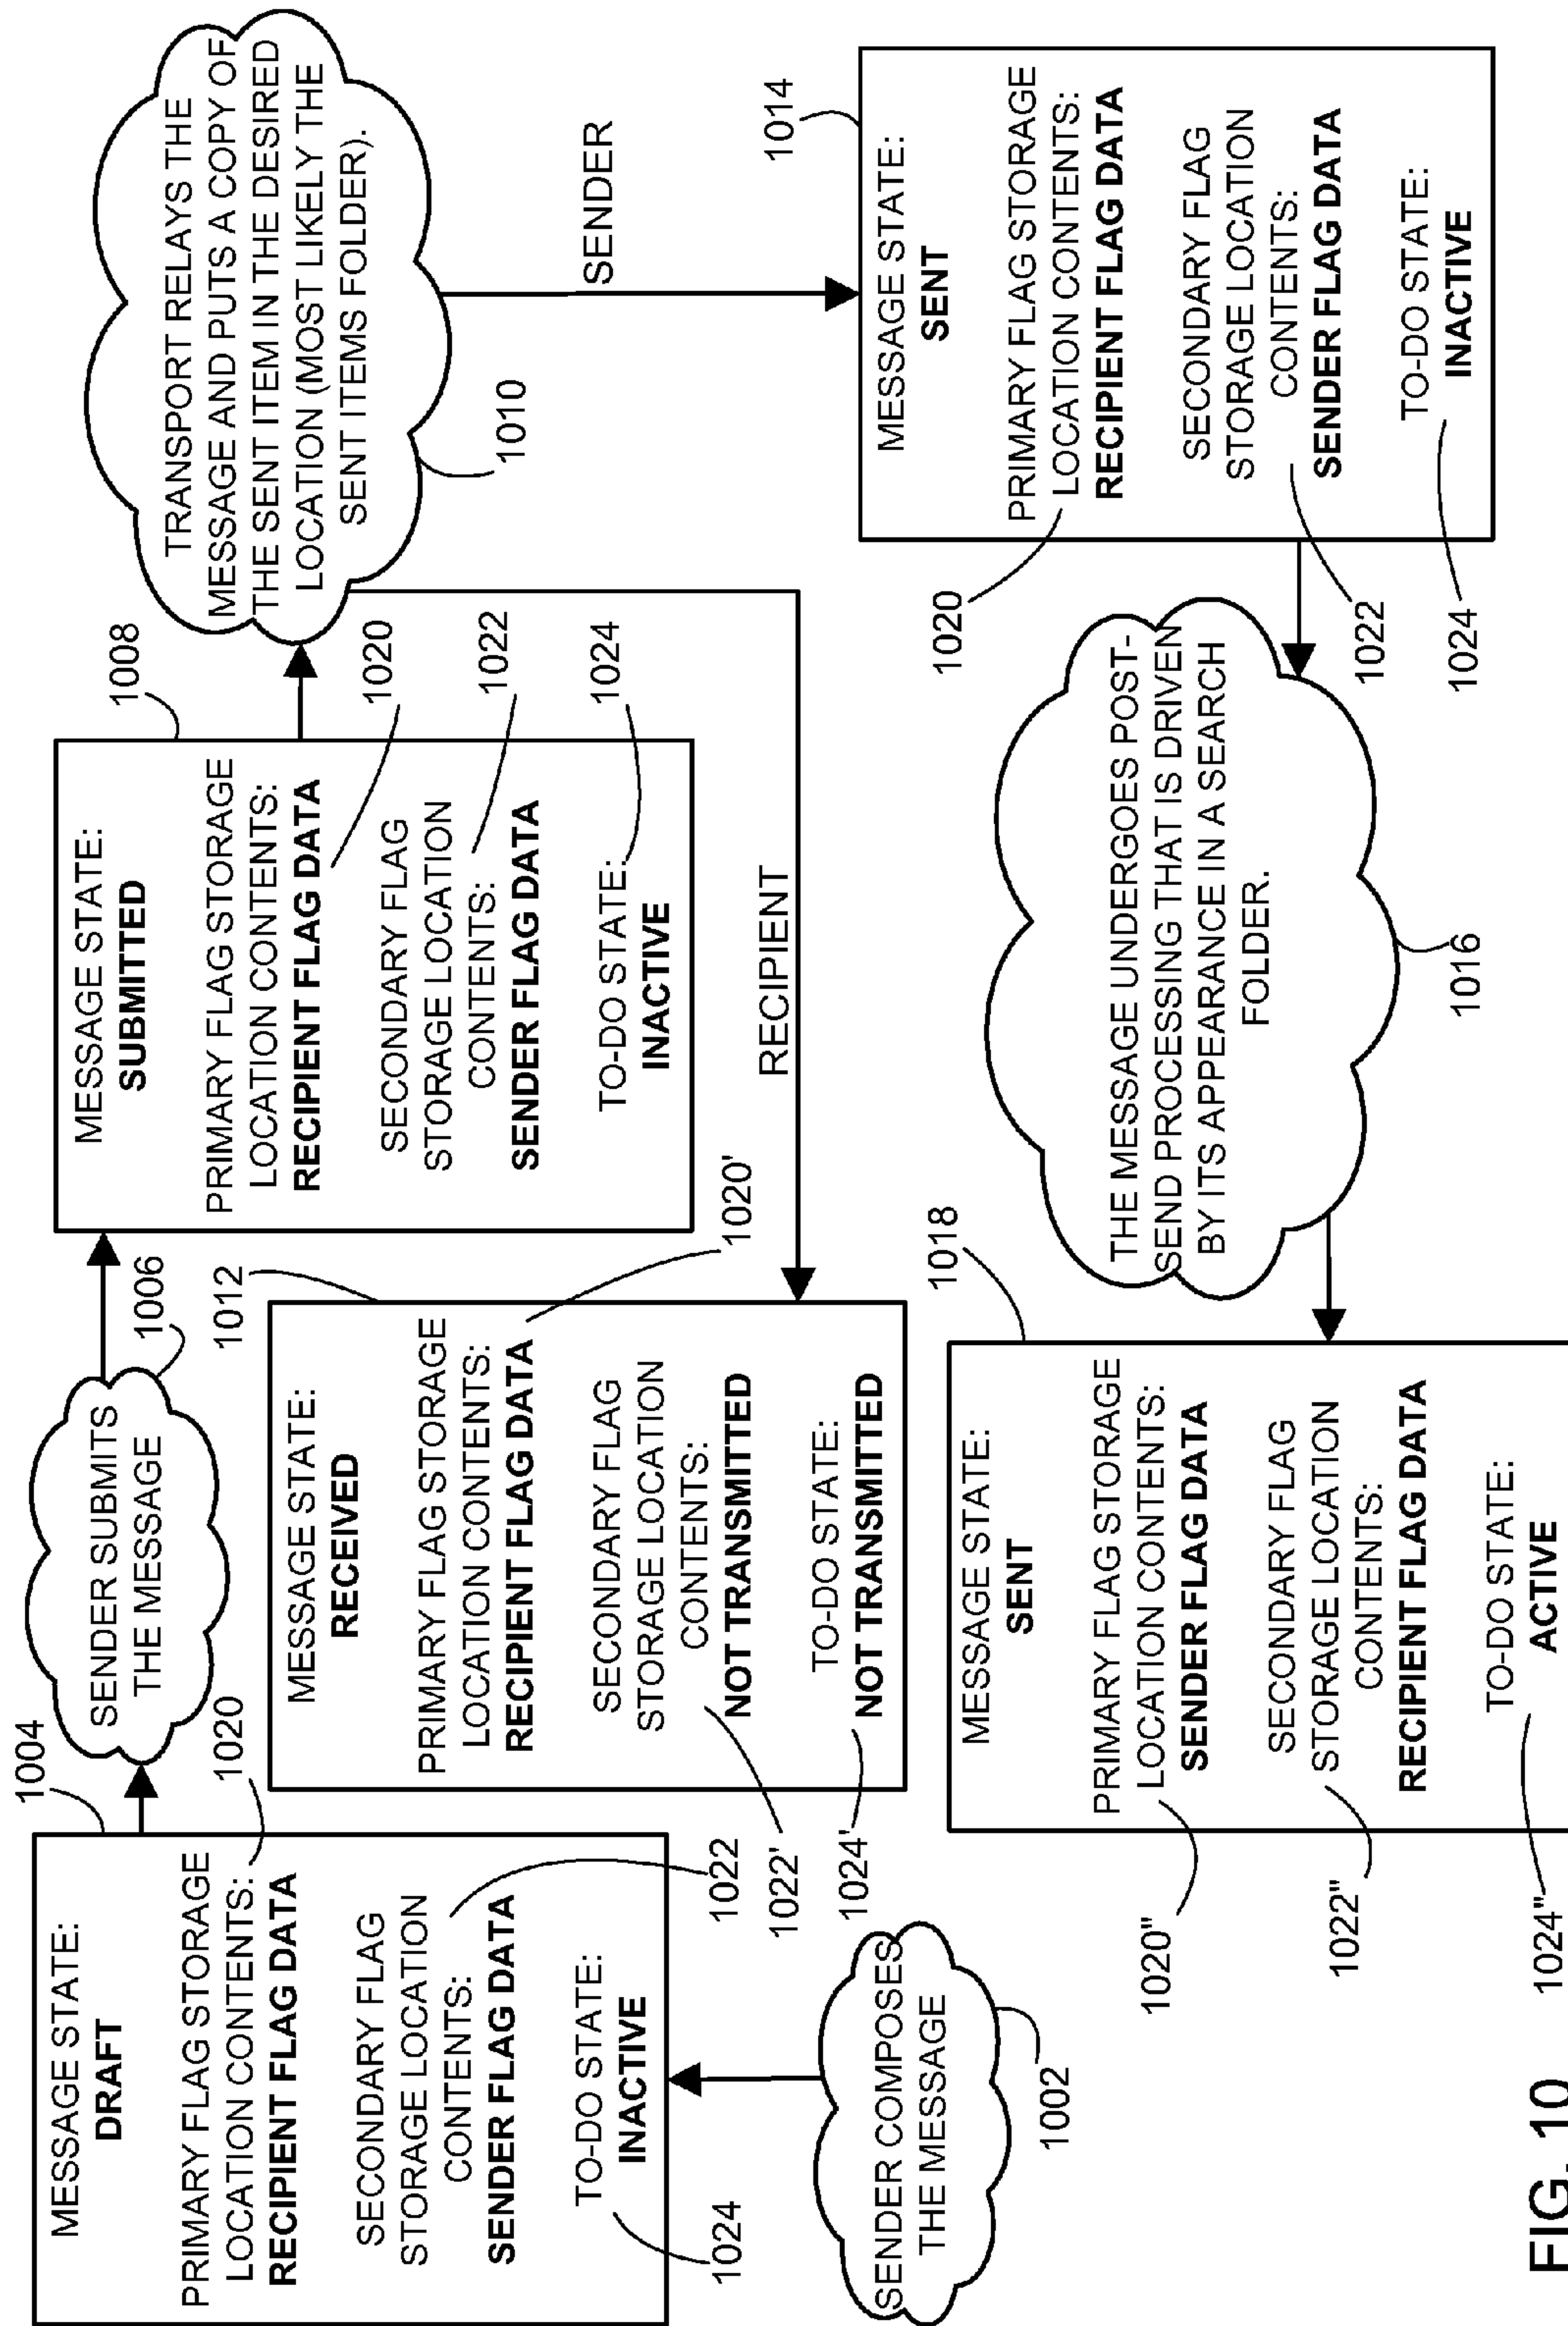 1004
MESSAGE STATE:
DRAFT
PRIMARY FLAG STORAGE
LOCATION CONTENTS:
RECIPIENT FLAG DATA
SECONDARY FLAG
STORAGE LOCATION
CONTENTS:
SENDER FLAG DATA
TO-DO STATE:
INACTIVE
1020
1022
1024
SENDER COMPOSES
THE MESSAGE
1002
SENDER SUBMITS
THE MESSAGE
1006
1008
MESSAGE STATE:
SUBMITTED
PRIMARY FLAG STORAGE
LOCATION CONTENTS:
RECIPIENT FLAG DATA
SECONDARY FLAG
STORAGE LOCATION
CONTENTS:
SENDER FLAG DATA
TO-DO STATE:
INACTIVE
1020
1022
1024
TRANSPORT RELAYS THE
MESSAGE AND PUTS A COPY OF
THE SENT ITEM IN THE DESIRED
LOCATION (MOST LIKELY THE
SENT ITEMS FOLDER).
1010
RECIPIENT
SENDER
1012
MESSAGE STATE:
RECEIVED
PRIMARY FLAG STORAGE
LOCATION CONTENTS:
RECIPIENT FLAG DATA
SECONDARY FLAG
STORAGE LOCATION
CONTENTS:
NOT TRANSMITTED
TO-DO STATE:
NOT TRANSMITTED
1020'
1022'
1024'
1014
MESSAGE STATE:
SENT
PRIMARY FLAG STORAGE
LOCATION CONTENTS:
RECIPIENT FLAG DATA
SECONDARY FLAG
STORAGE LOCATION
CONTENTS:
SENDER FLAG DATA
TO-DO STATE:
INACTIVE
1020
1022
1024
THE MESSAGE UNDERGOES POST-
SEND PROCESSING THAT IS DRIVEN
BY ITS APPEARANCE IN A SEARCH
FOLDER.
1016
1018
MESSAGE STATE:
SENT
PRIMARY FLAG STORAGE
LOCATION CONTENTS:
SENDER FLAG DATA
SECONDARY FLAG
STORAGE LOCATION
CONTENTS:
RECIPIENT FLAG DATA
TO-DO STATE:
ACTIVE
1020"
1022"
1024"
FIG. 10